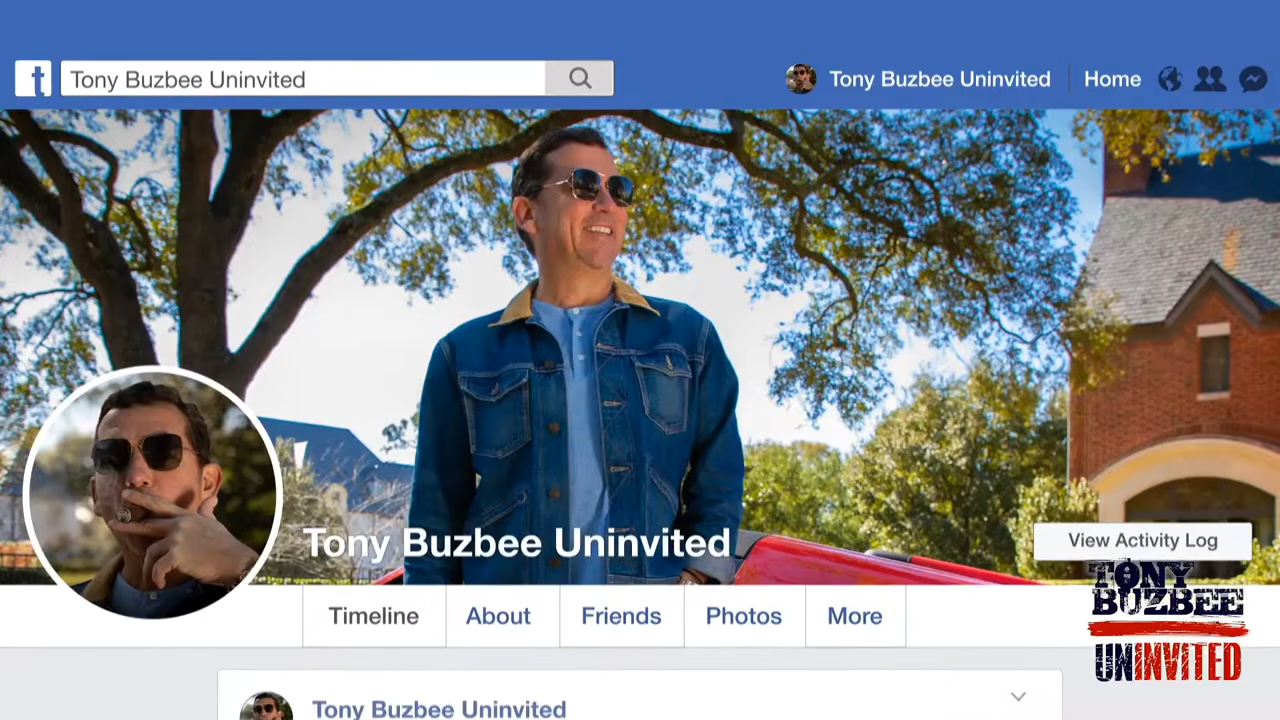 t
Tony Buzbee Uninvited
Tony Buzbee Uninvited
Home
Tony Buzbee Uninvited
View Activity Log
Timeline
About
Friends
Photos
More
TONY
BUZBEE
UNINVITED
Tony Buzbee Uninvited